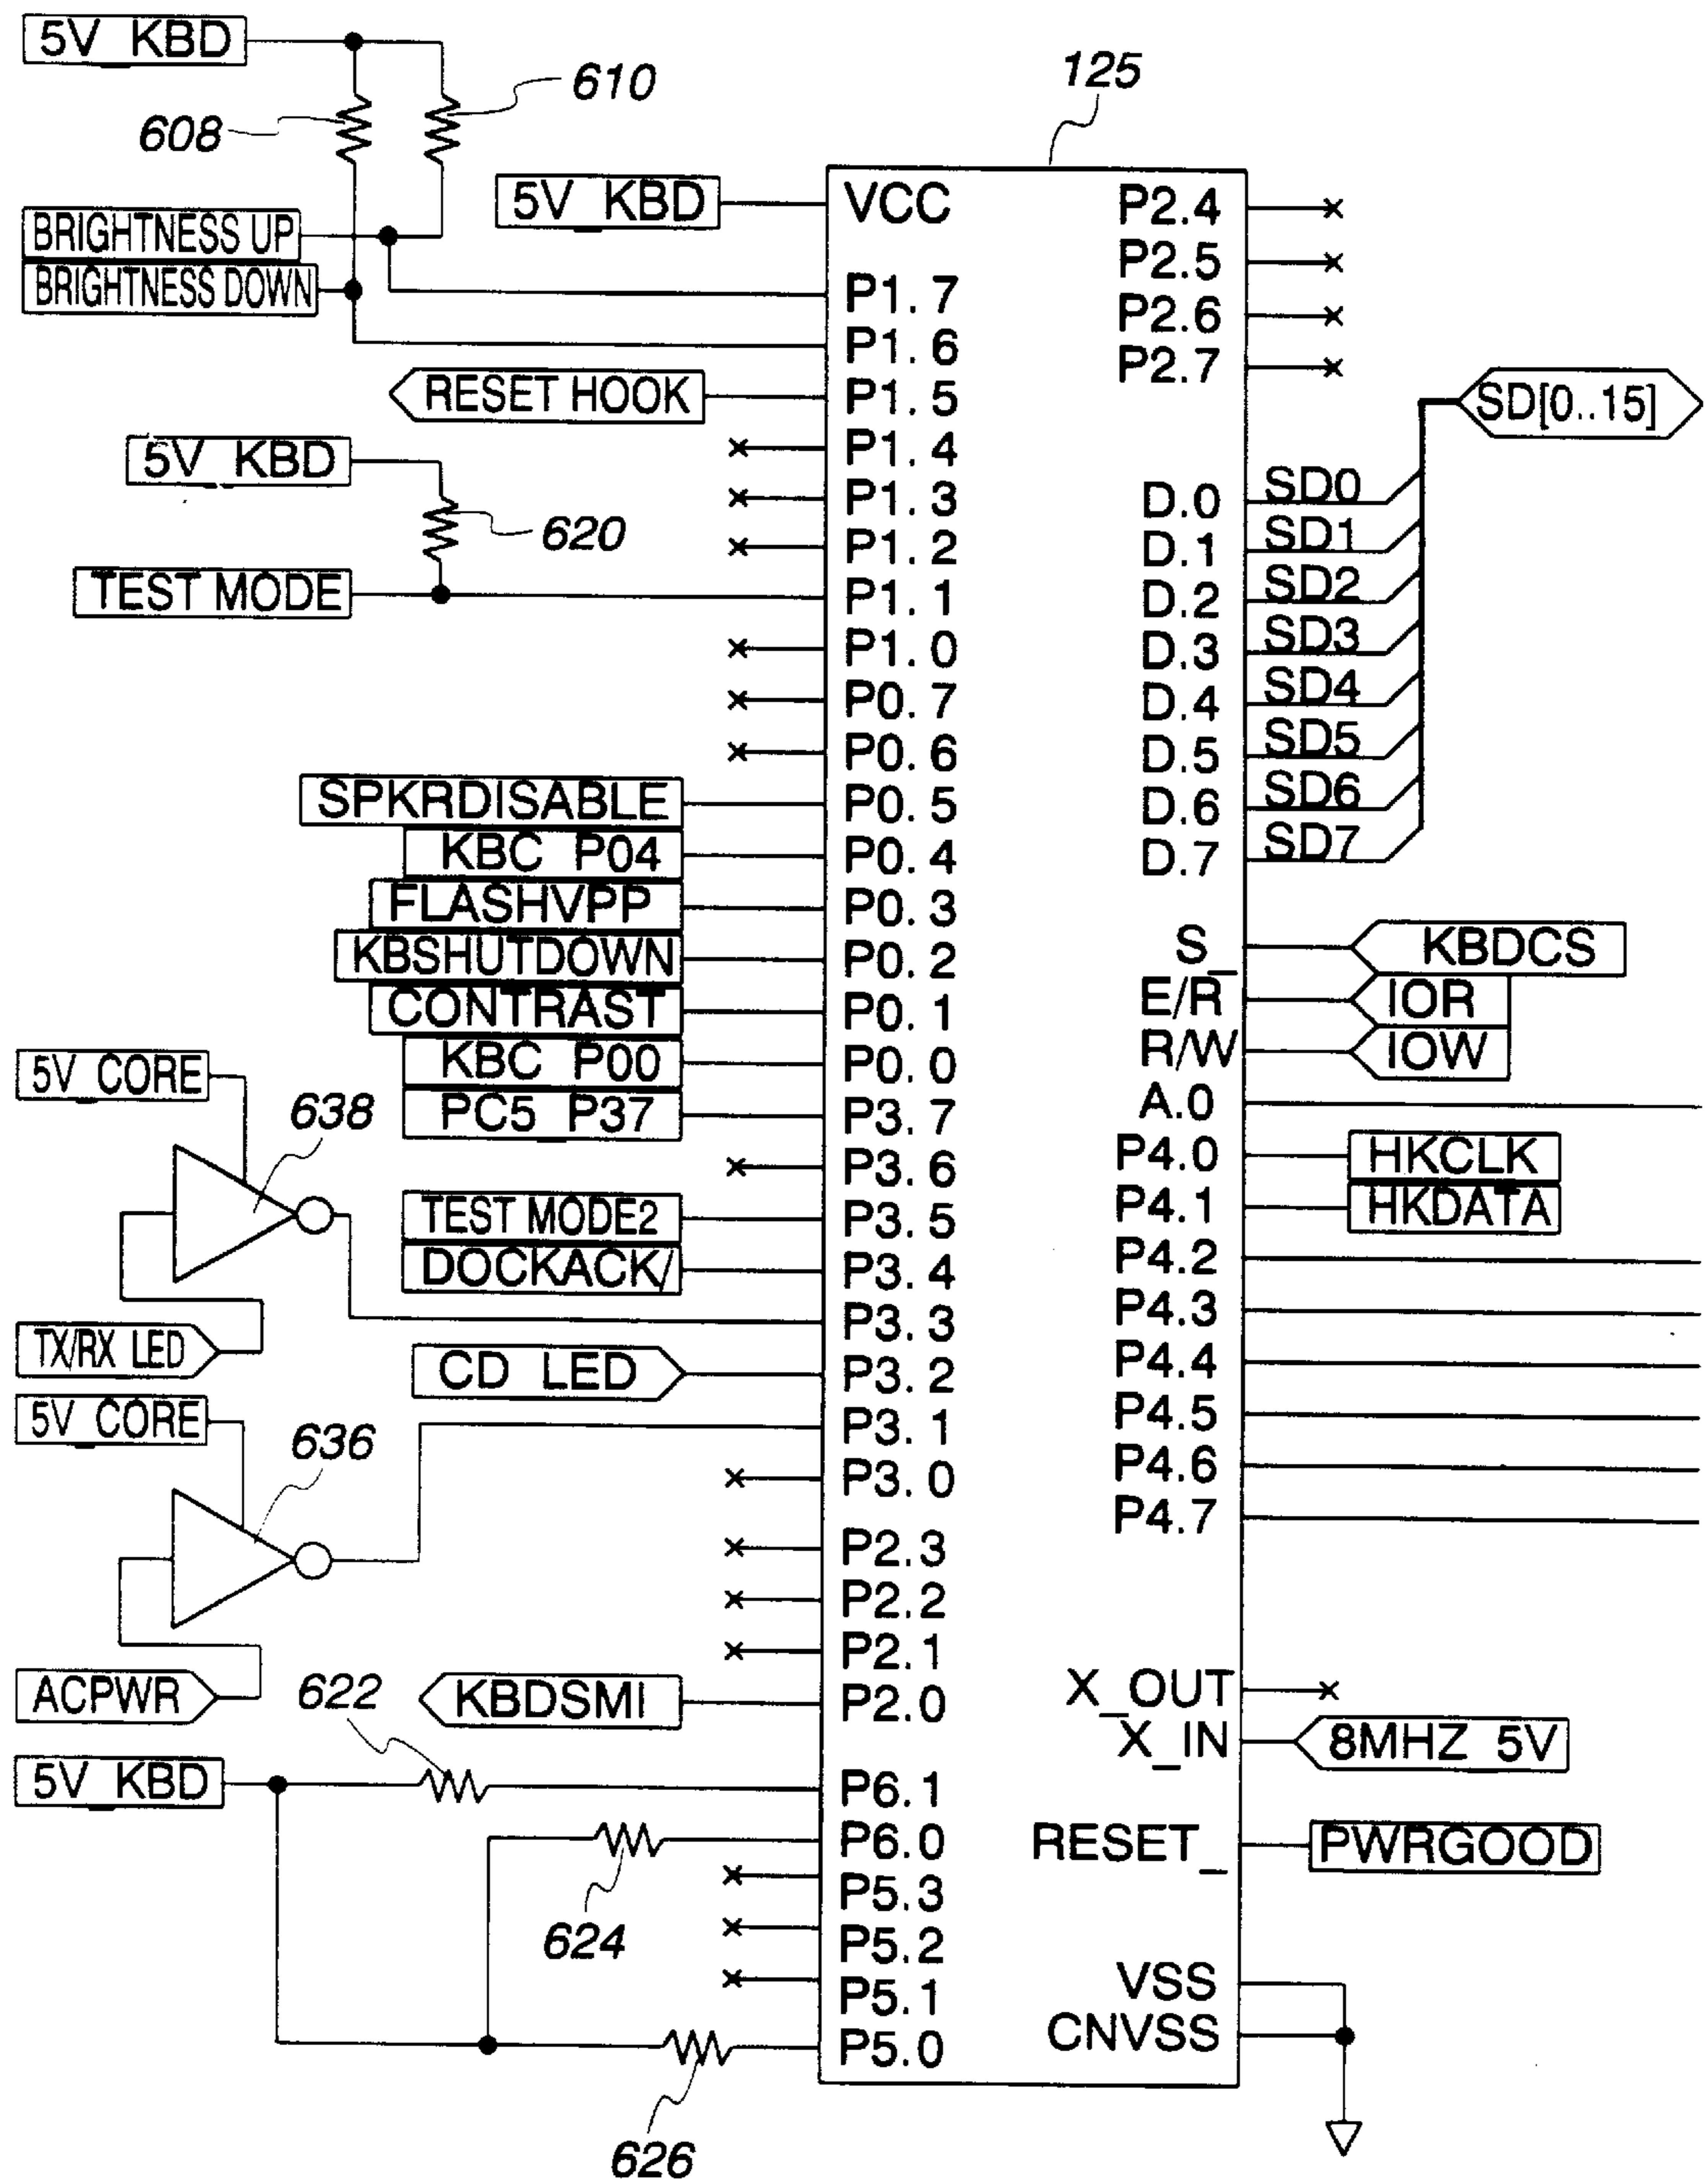 5V_KBD
608
610
125
BRIGHTNESS UP
BRIGHTNESS DOWN
5V_KBD
VCC
P1.7
P1.6
RESET HOOK
P1.5
P1.4
5V_KBD
P1.3
620
P1.2
TEST MODE
P1.1
P1.0
P0.7
P0.6
SPKRDISABLE
P0.5
KBC_P04
P0.4
FLASHVPP
P0.3
KBSHUTDOWN
P0.2
CONTRAST
P0.1
KBC_P00
P0.0
PC5_P37
P3.7
P3.6
TEST MODE2
P3.5
DOCKACK/
P3.4
5V_CORE
638
TX/RX LED
P3.3
CD_LED
P3.2
5V_CORE
636
P3.1
P3.0
P2.3
P2.2
P2.1
ACPWR
KBDSMI
P2.0
622
5V_KBD
P6.1
P6.0
624
P5.3
P5.2
P5.1
P5.0
626
P2.4
P2.5
P2.6
P2.7
SD[0..15]
D.0 SD0
D.1 SD1
D.2 SD2
D.3 SD3
D.4 SD4
D.5 SD5
D.6 SD6
D.7 SD7
S_ KBDCS
E/R IOR
R/W IOW
A.0
P4.0 HKCLK
P4.1 HKDATA
P4.2
P4.3
P4.4
P4.5
P4.6
P4.7
X_OUT
X_IN 8MHZ_5V
RESET_ PWRGOOD
VSS
CNVSS